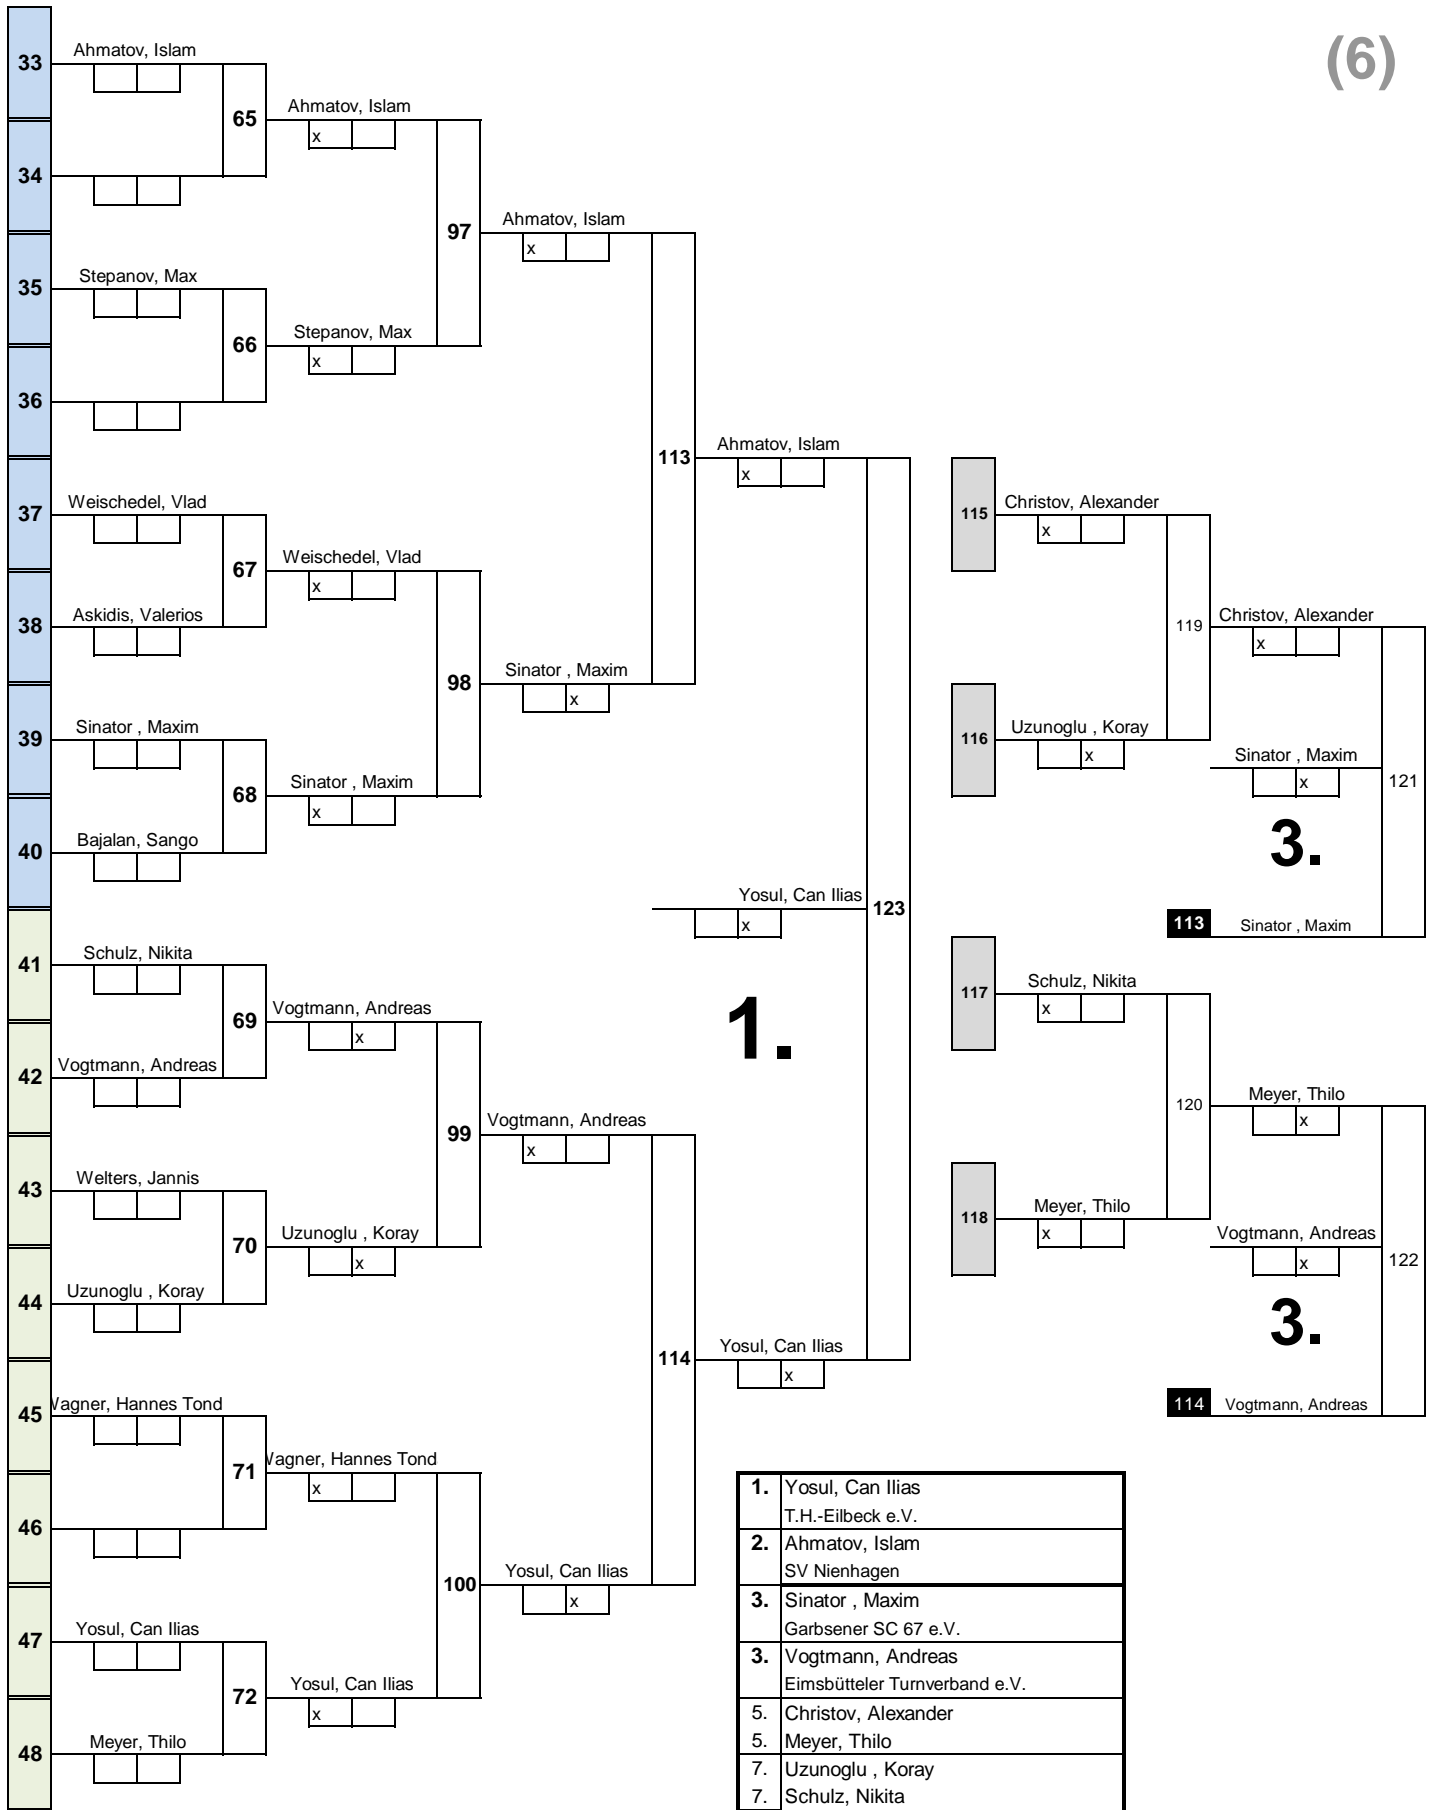 (6)
33
Ahmatov, Islam
65
Ahmatov, Islam
x
34
97
Ahmatov, Islam
x
35
Stepanov, Max
66
Stepanov, Max
x
36
113
Ahmatov, Islam
x
37
Weischedel, Vlad
67
Weischedel, Vlad
x
38
Askidis, Valerios
98
Sinator , Maxim
x
39
Sinator , Maxim
68
Sinator , Maxim
x
40
Bajalan, Sango
123
Yosul, Can Ilias
x
1.
41
Schulz, Nikita
69
Vogtmann, Andreas
x
42
Vogtmann, Andreas
99
Vogtmann, Andreas
x
43
Welters, Jannis
70
Uzunoglu , Koray
x
44
Uzunoglu , Koray
114
Yosul, Can Ilias
x
45
Vagner, Hannes Tond
71
Vagner, Hannes Tond
x
46
100
Yosul, Can Ilias
x
47
Yosul, Can Ilias
72
Yosul, Can Ilias
x
48
Meyer, Thilo
115
Christov, Alexander
x
119
Christov, Alexander
x
116
Uzunoglu , Koray
x
Sinator , Maxim
x
121
3.
113
Sinator , Maxim
117
Schulz, Nikita
x
120
Meyer, Thilo
x
118
Meyer, Thilo
x
Vogtmann, Andreas
x
122
3.
114
Vogtmann, Andreas
1. Yosul, Can Ilias
T.H.-Eilbeck e.V.
2. Ahmatov, Islam
SV Nienhagen
3. Sinator , Maxim
Garbsener SC 67 e.V.
3. Vogtmann, Andreas
Eimsbütteler Turnverband e.V.
5. Christov, Alexander
5. Meyer, Thilo
7. Uzunoglu , Koray
7. Schulz, Nikita